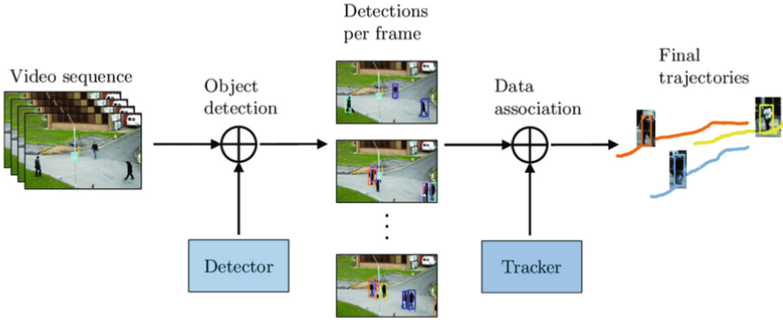 Video sequence
Object
detection
Detector
Detections
per frame
Data
association
Tracker
Final
trajectories